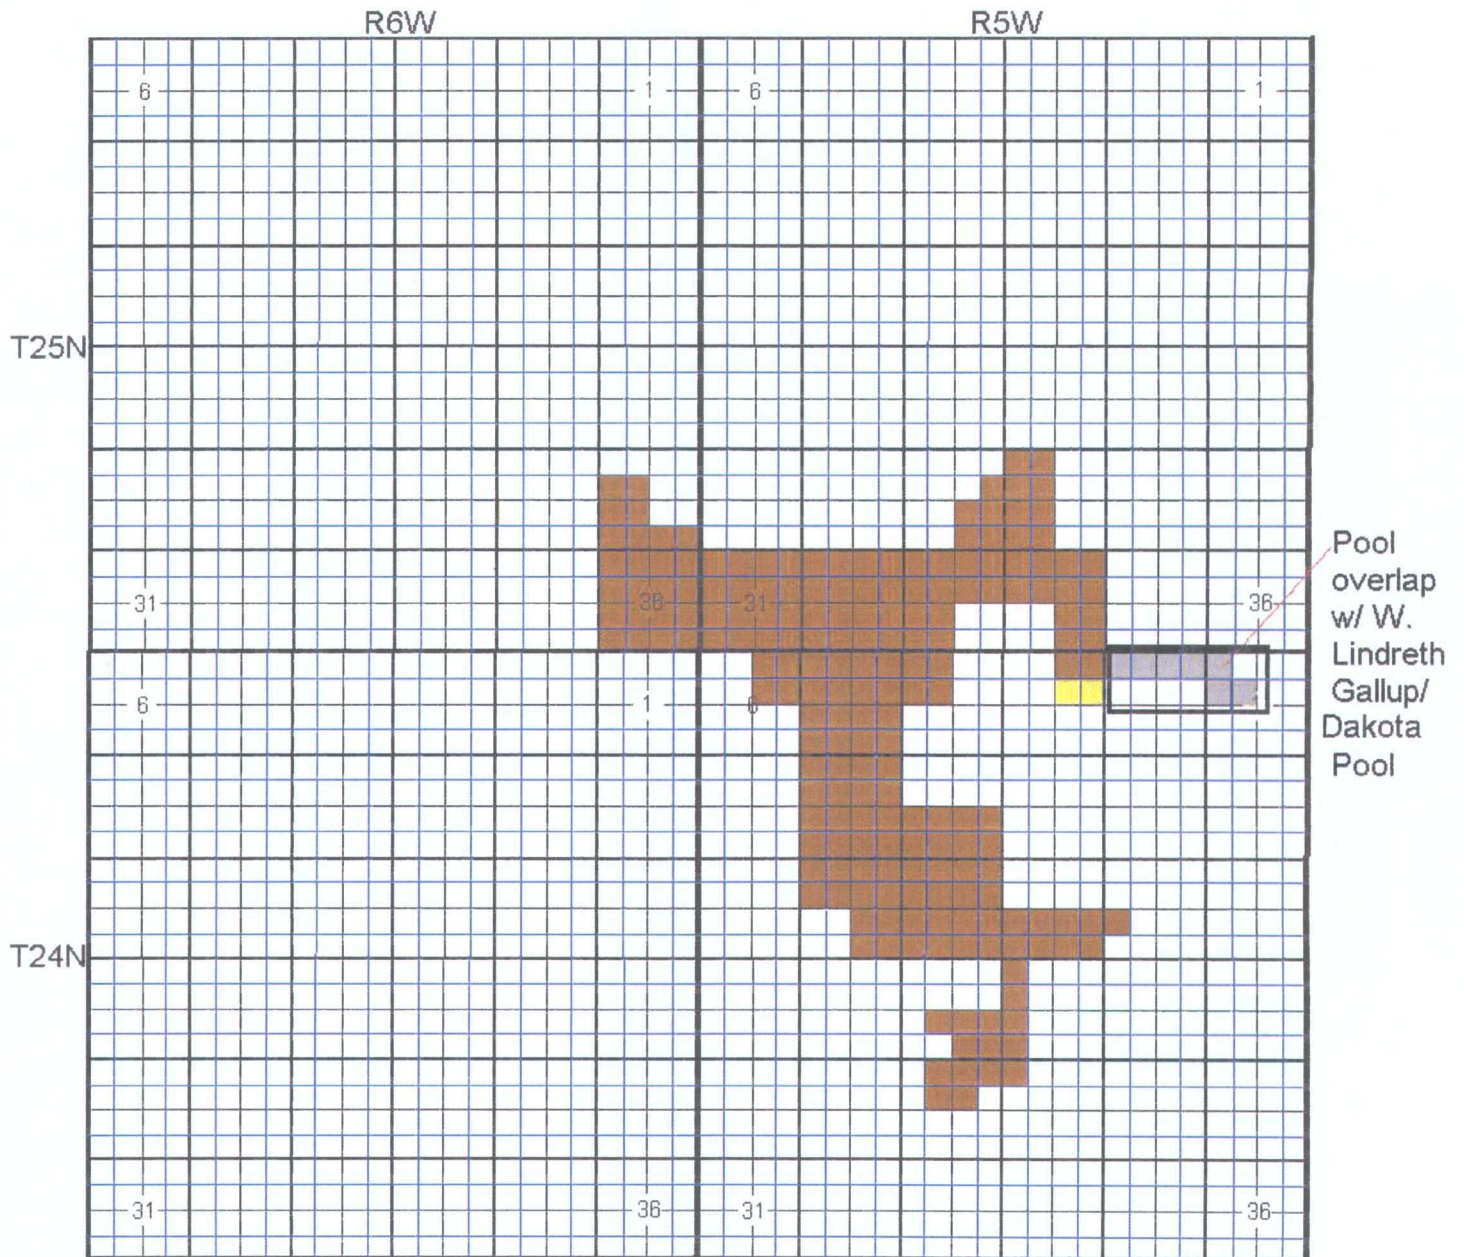 R6W R5W
6 1 6 1
T25N
Pool
overlap
31 36 31 36
w/ W.
Lindreth
Gallup/
6 1 6
Dakota
Pool
T24N
31 36 31 36